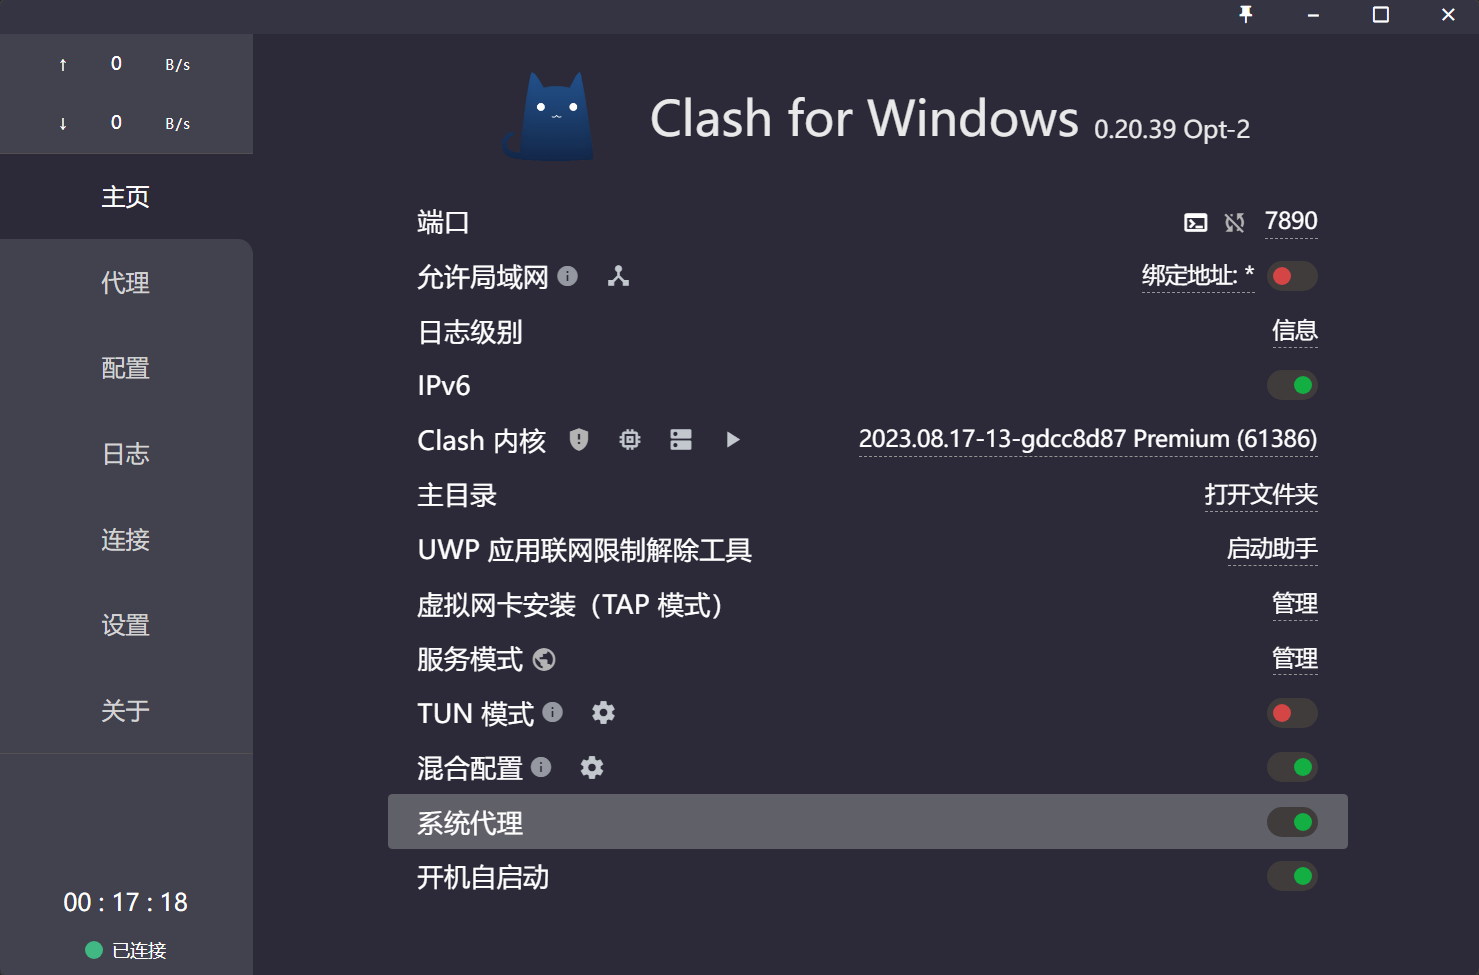 ↑ 0 B/s
↓ 0 B/s
主页
代理
配置
日志
连接
设置
关于
00 : 17 : 18
已连接
Clash for Windows 0.20.39 Opt-2
端口 7890
允许局域网 绑定地址: *
日志级别 信息
IPv6
Clash 内核 2023.08.17-13-gdcc8d87 Premium (61386)
主目录 打开文件夹
UWP 应用联网限制解除工具 启动助手
虚拟网卡安装（TAP 模式） 管理
服务模式 管理
TUN 模式
混合配置
系统代理
开机自启动